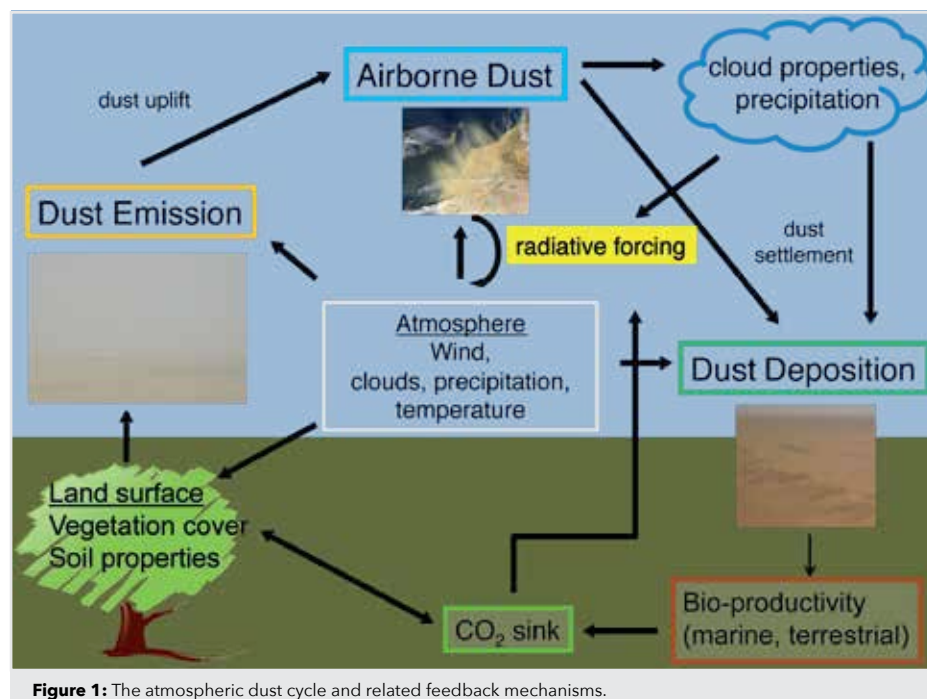 Airborne Dust
cloud properties,
precipitation
dust uplift
Dust Emission
radiative forcing
dust
settlement
Atmosphere
Wind,
clouds, precipitation,
temperature
Dust Deposition
Land surface
Vegetation cover
Soil properties
CO₂ sink
Bio-productivity
(marine, terrestrial)
Figure 1: The atmospheric dust cycle and related feedback mechanisms.